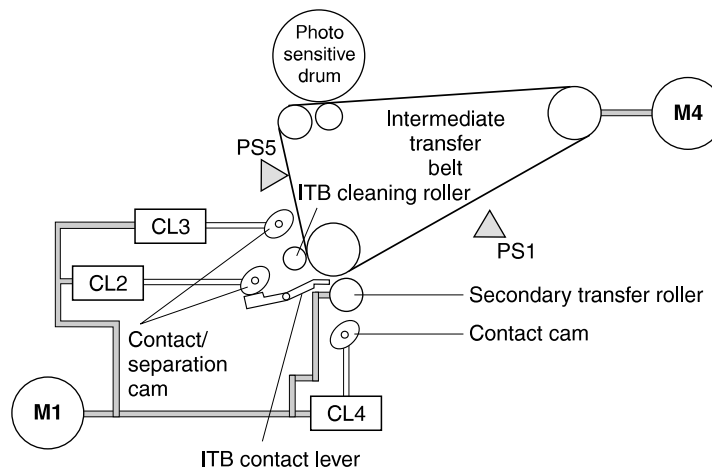 Photo
sensitive
drum
M4
Intermediate
transfer
belt
PS5
ITB cleaning roller
CL3
PS1
CL2
Secondary transfer roller
Contact cam
Contact/
separation
cam
M1
CL4
ITB contact lever